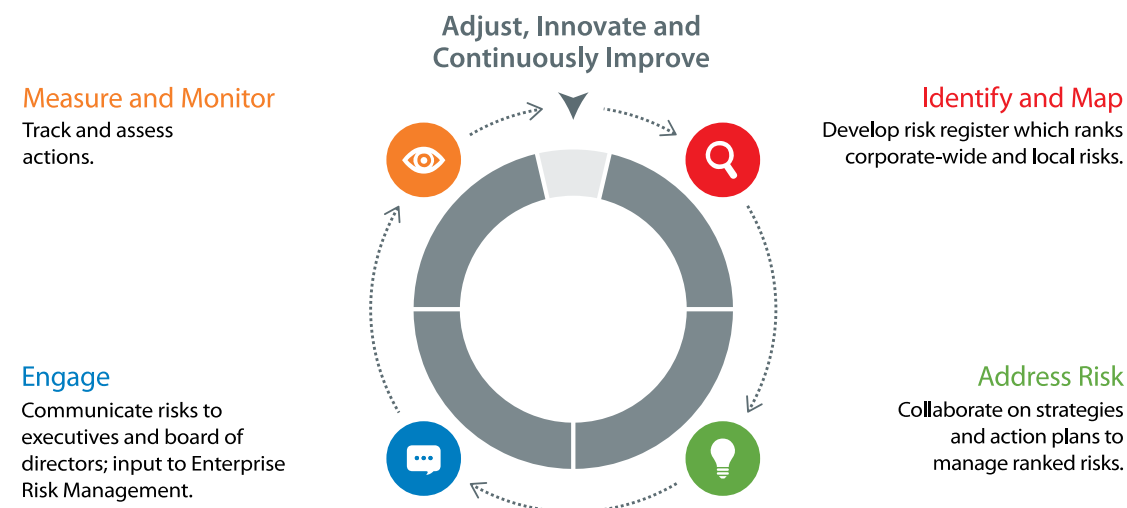 Adjust, Innovate and
Continuously Improve
Measure and Monitor
Track and assess
actions.
Identify and Map
Develop risk register which ranks
corporate-wide and local risks.
Engage
Communicate risks to
executives and board of
directors; input to Enterprise
Risk Management.
Address Risk
Collaborate on strategies
and action plans to
manage ranked risks.